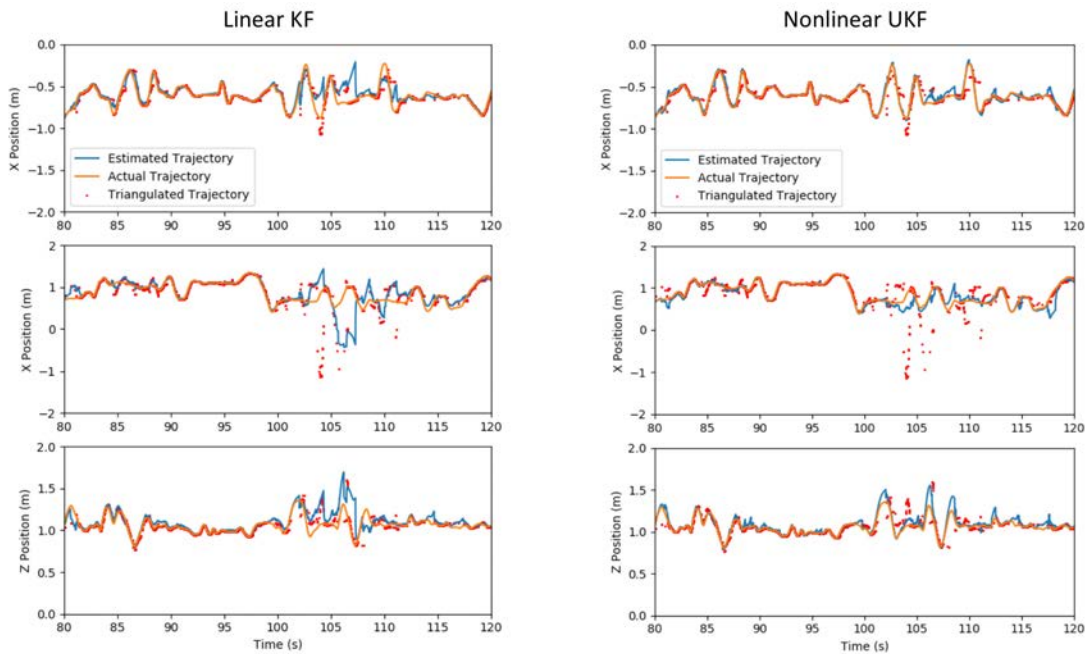 Linear KF
Nonlinear UKF
0.0
-0.5
-1.0
-1.5
-2.0
X Position (m)
Estimated Trajectory
Actual Trajectory
Triangulated Trajectory
80 85 90 95 100 105 110 115 120
2
1
0
−1
−2
X Position (m)
80 85 90 95 100 105 110 115 120
2.0
1.5
1.0
0.5
0.0
Z Position (m)
80 85 90 95 100 105 110 115 120
Time (s)
0.0
-0.5
-1.0
-1.5
-2.0
X Position (m)
Estimated Trajectory
Actual Trajectory
Triangulated Trajectory
80 85 90 95 100 105 110 115 120
2
1
0
−1
−2
X Position (m)
80 85 90 95 100 105 110 115 120
2.0
1.5
1.0
0.5
0.0
Z Position (m)
80 85 90 95 100 105 110 115 120
Time (s)